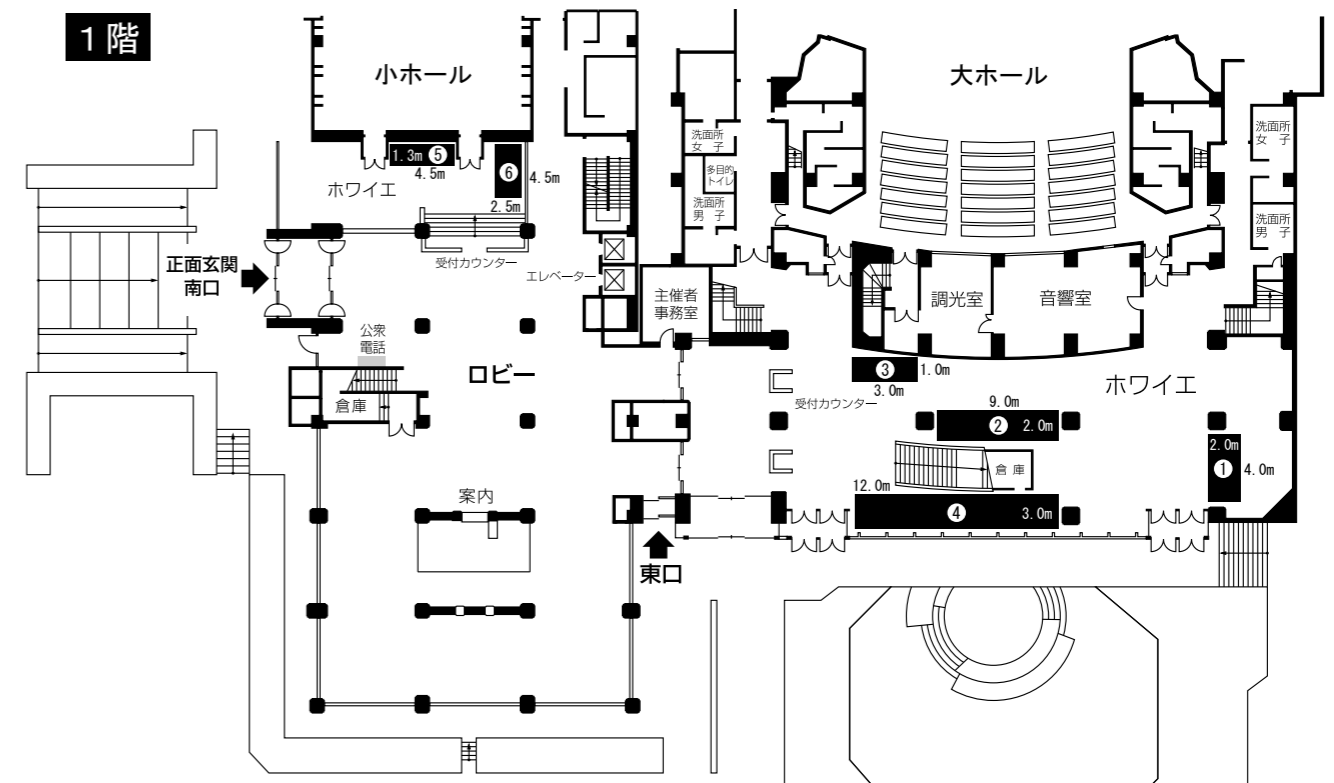 1階
小ホール
大ホール
洗面所
女 子
洗面所
女 子
1.3m ⑤
4.5m
⑥
4.5m
2.5m
多目的
トイレ
ホワイエ
洗面所
男 子
洗面所
男 子
受付カウンター
正面玄関
南口
エレベーター
主催者
事務室
調光室
音響室
公衆
電話
ロビー
③
1.0m
3.0m
ホワイエ
倉庫
受付カウンター
9.0m
② 2.0m
2.0m
①
4.0m
倉 庫
12.0m
案内
④
3.0m
東口